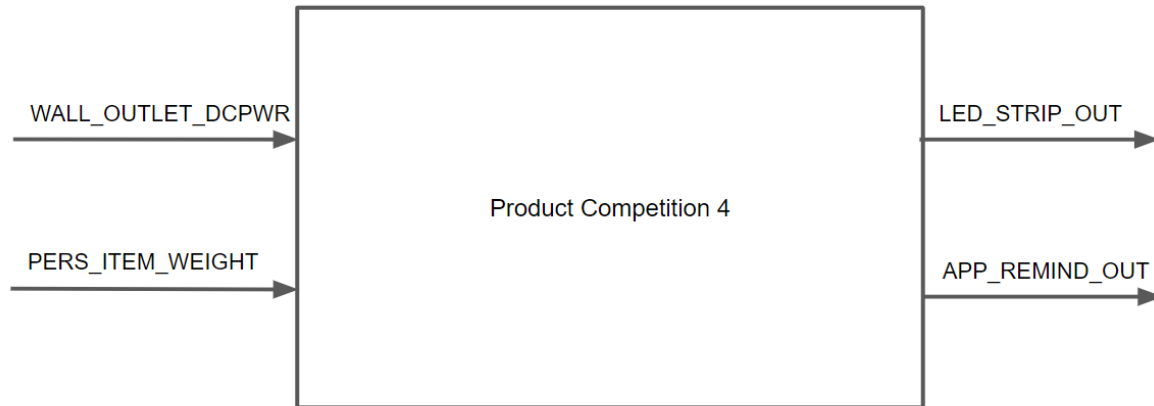 WALL_OUTLET_DCPWR
LED_STRIP_OUT
Product Competition 4
PERS_ITEM_WEIGHT
APP_REMIND_OUT